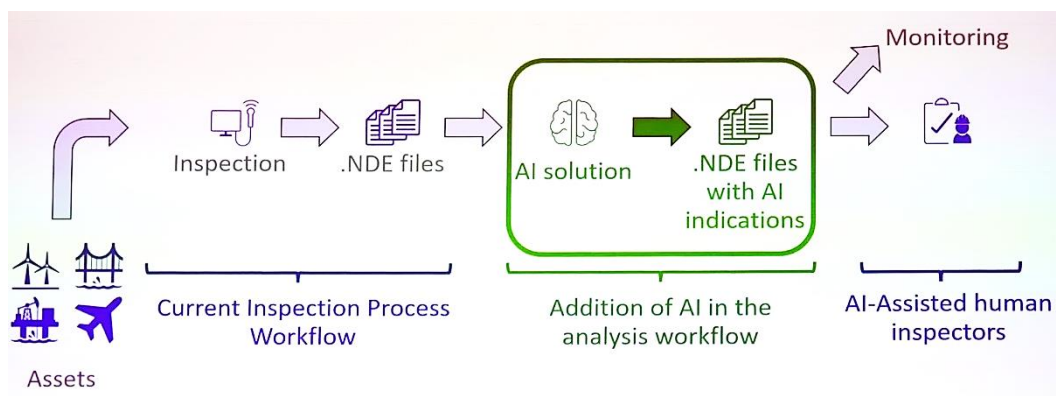 Monitoring
Inspection
.NDE files
AI solution
.NDE files
with AI
indications
Current Inspection Process
Workflow
Addition of AI in the
analysis workflow
AI-Assisted human
inspectors
Assets